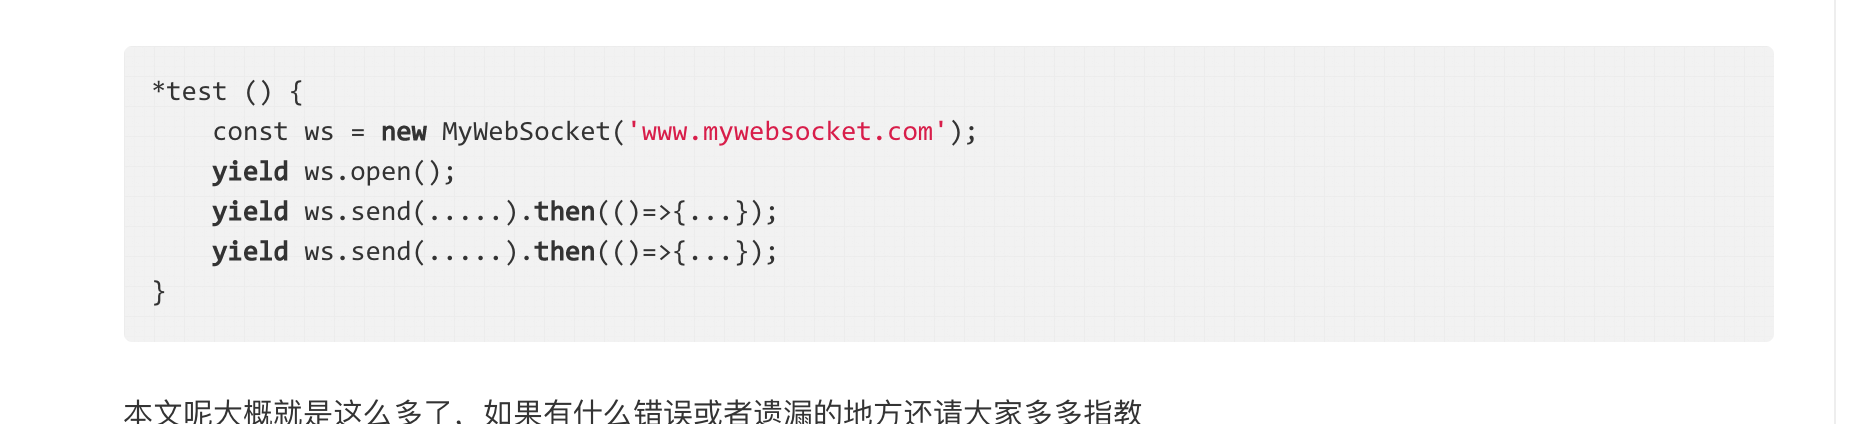 *test () {
    const ws = new MyWebSocket('www.mywebsocket.com');
    yield ws.open();
    yield ws.send(.....).then(()=>{...});
    yield ws.send(.....).then(()=>{...});
}
本文呢大概就是这么多了，如果有什么错误或者遗漏的地方还请大家多多指教